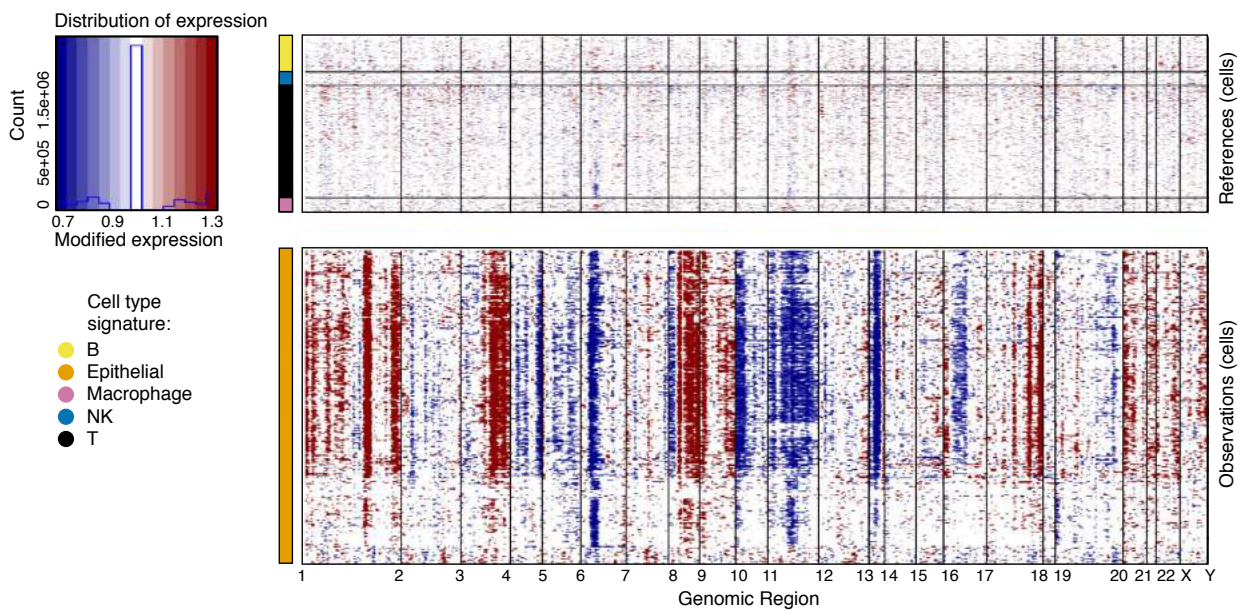 Distribution of expression
Count
0 5e+05 1.5e+06
0.7 0.9 1.1 1.3
Modified expression
Cell type
signature:
B
Epithelial
Macrophage
NK
T
References (cells)
Observations (cells)
1 2 3 4 5 6 7 8 9 10 11 12 13 14 15 16 17 18 19 20 21 22 X Y
Genomic Region